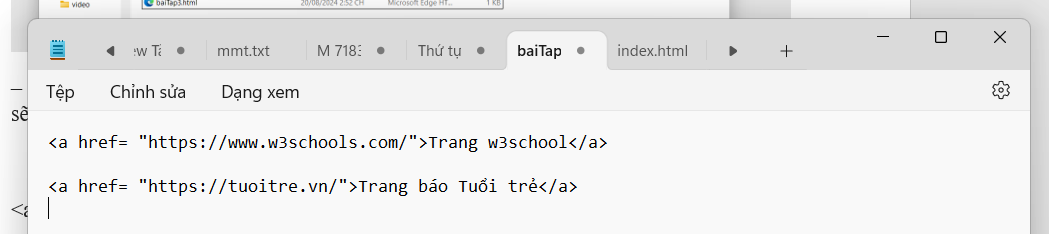 video
baiTap3.html 20/08/2024 2:52 CH Microsoft Edge HT... 1 KB
mmt.txt M 7183 Thứ tụ baiTap index.html
Tệp Chỉnh sửa Dạng xem
sẽ
<a href= "https://www.w3schools.com/">Trang w3school</a>
<a href= "https://tuoitre.vn/">Trang báo Tuổi trẻ</a>
<a